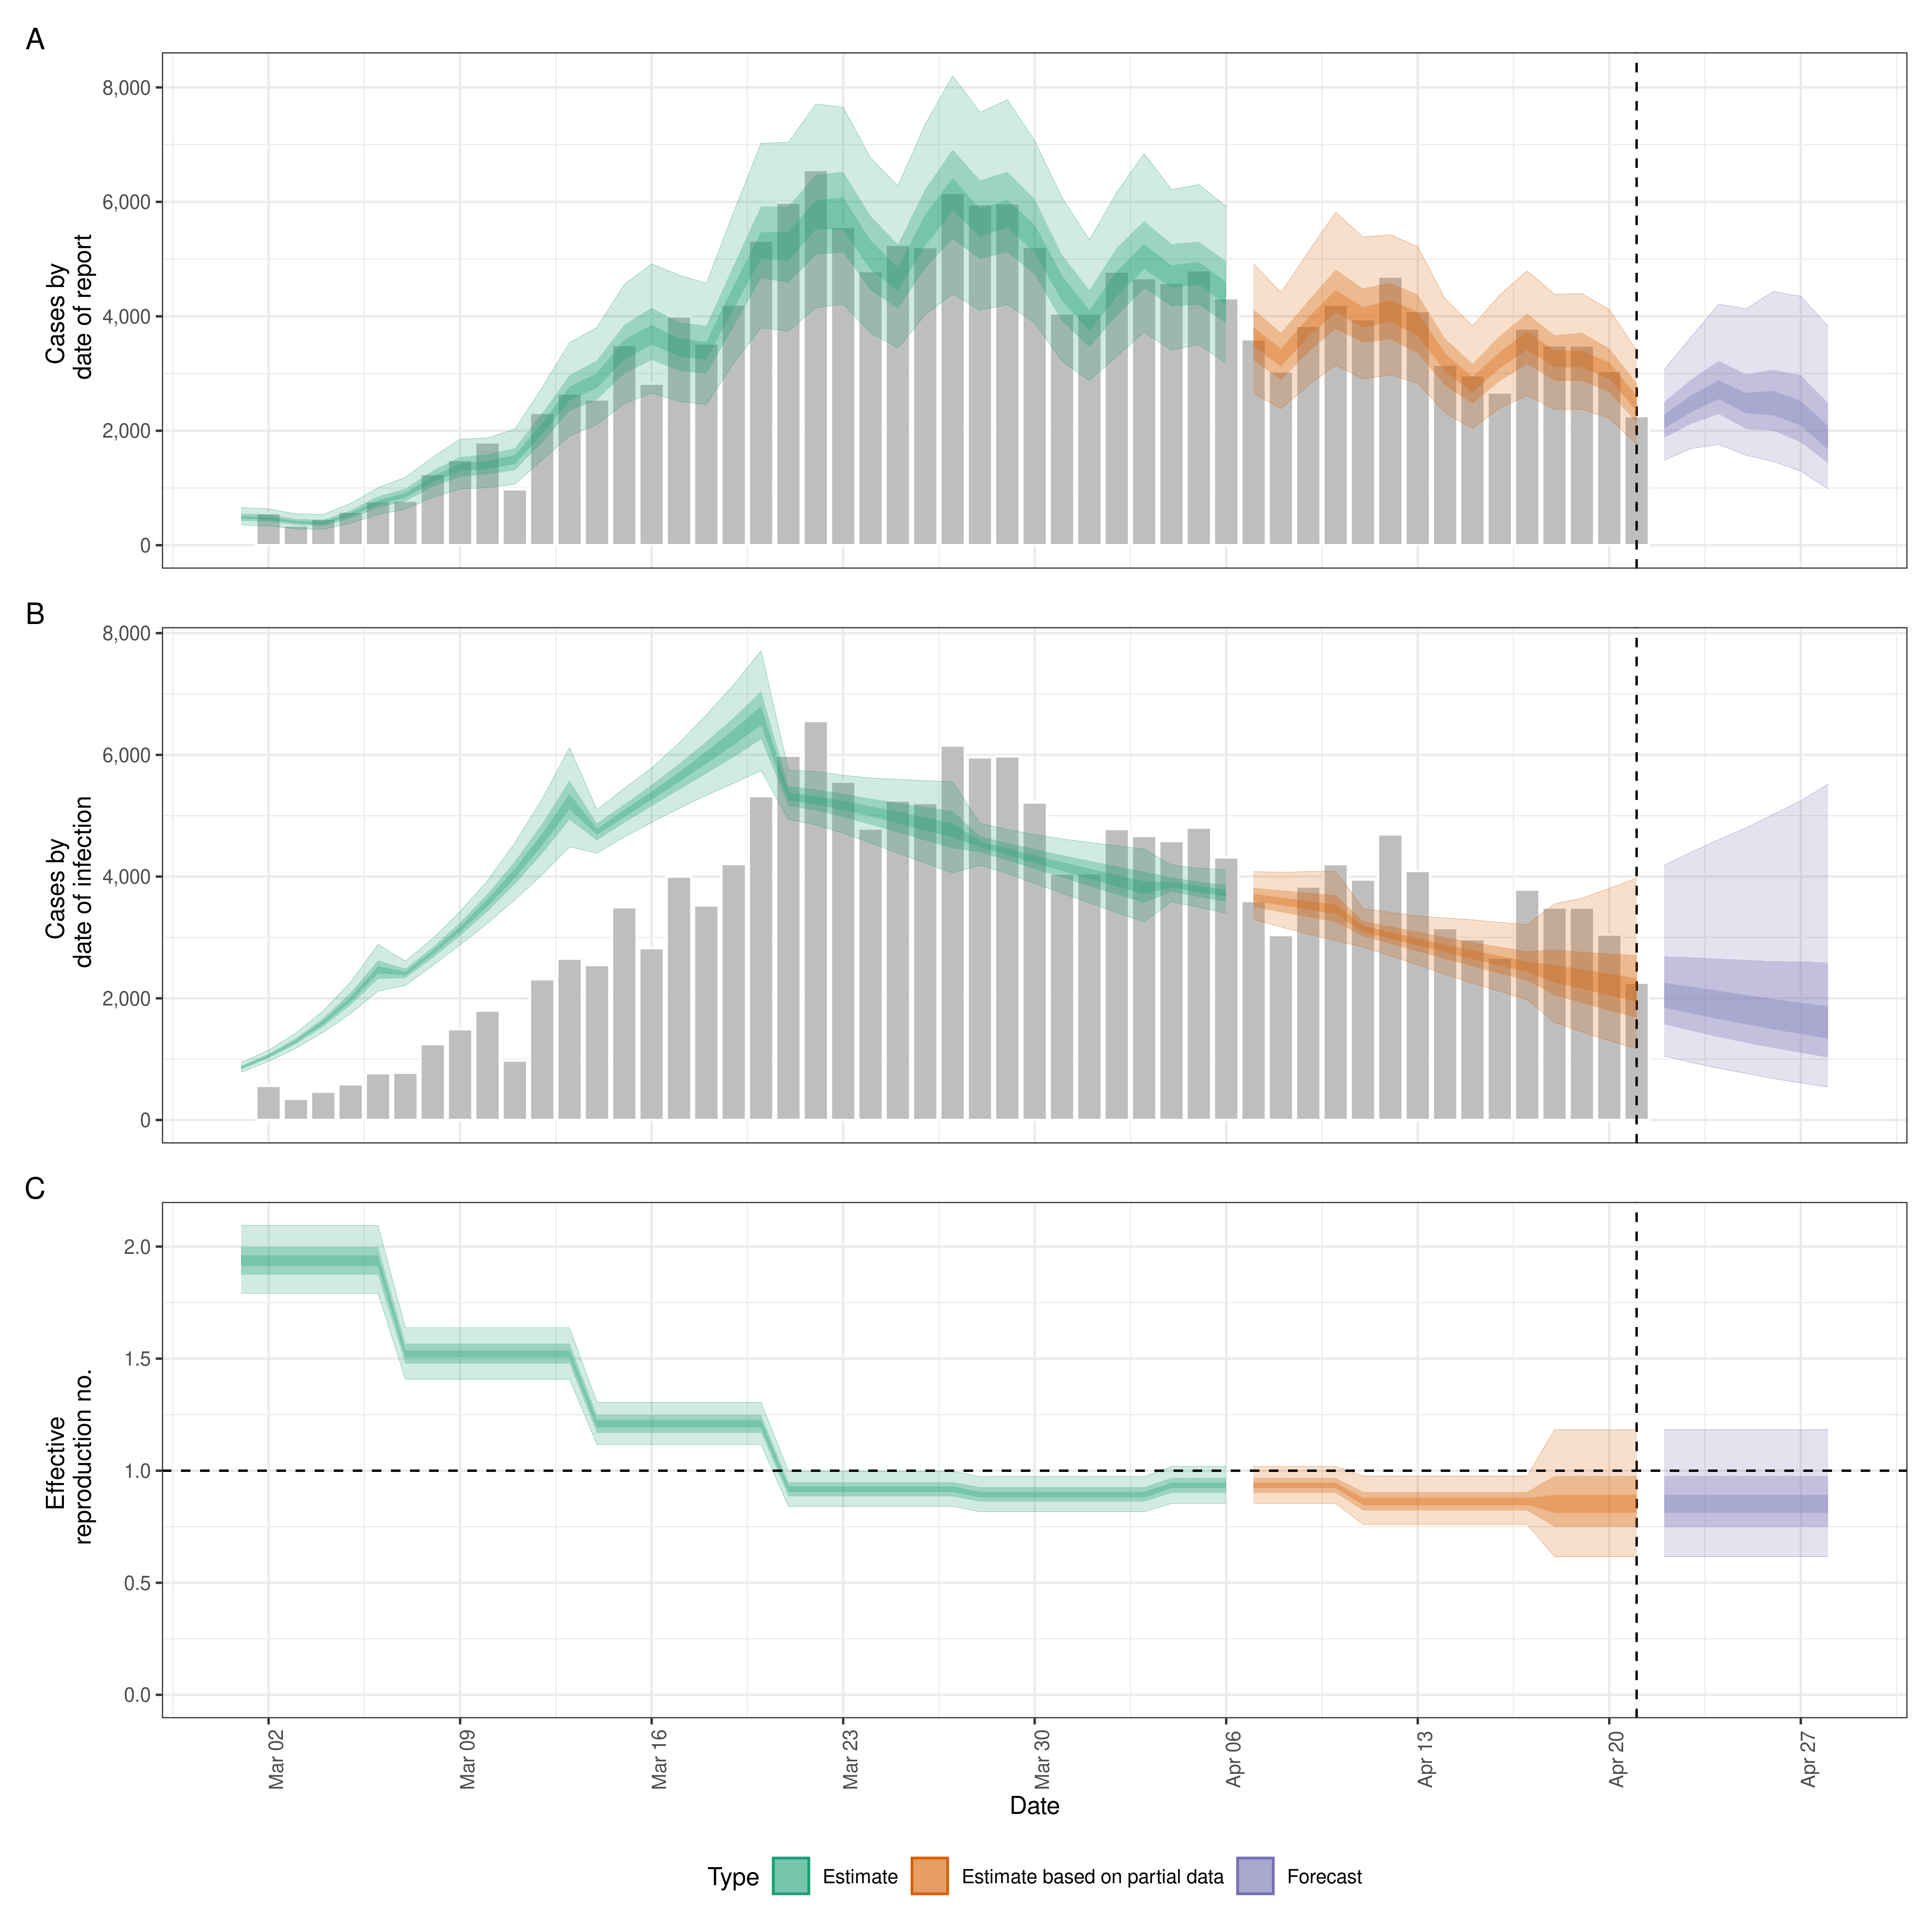 A
8,000
6,000
4,000
2,000
0
Cases by
date of report
B
8,000
6,000
4,000
2,000
0
Cases by
date of infection
C
2.0
1.5
1.0
0.5
0.0
Effective
reproduction no.
Mar 02
Mar 09
Mar 16
Mar 23
Mar 30
Apr 06
Apr 13
Apr 20
Apr 27
Date
Type Estimate Estimate based on partial data Forecast